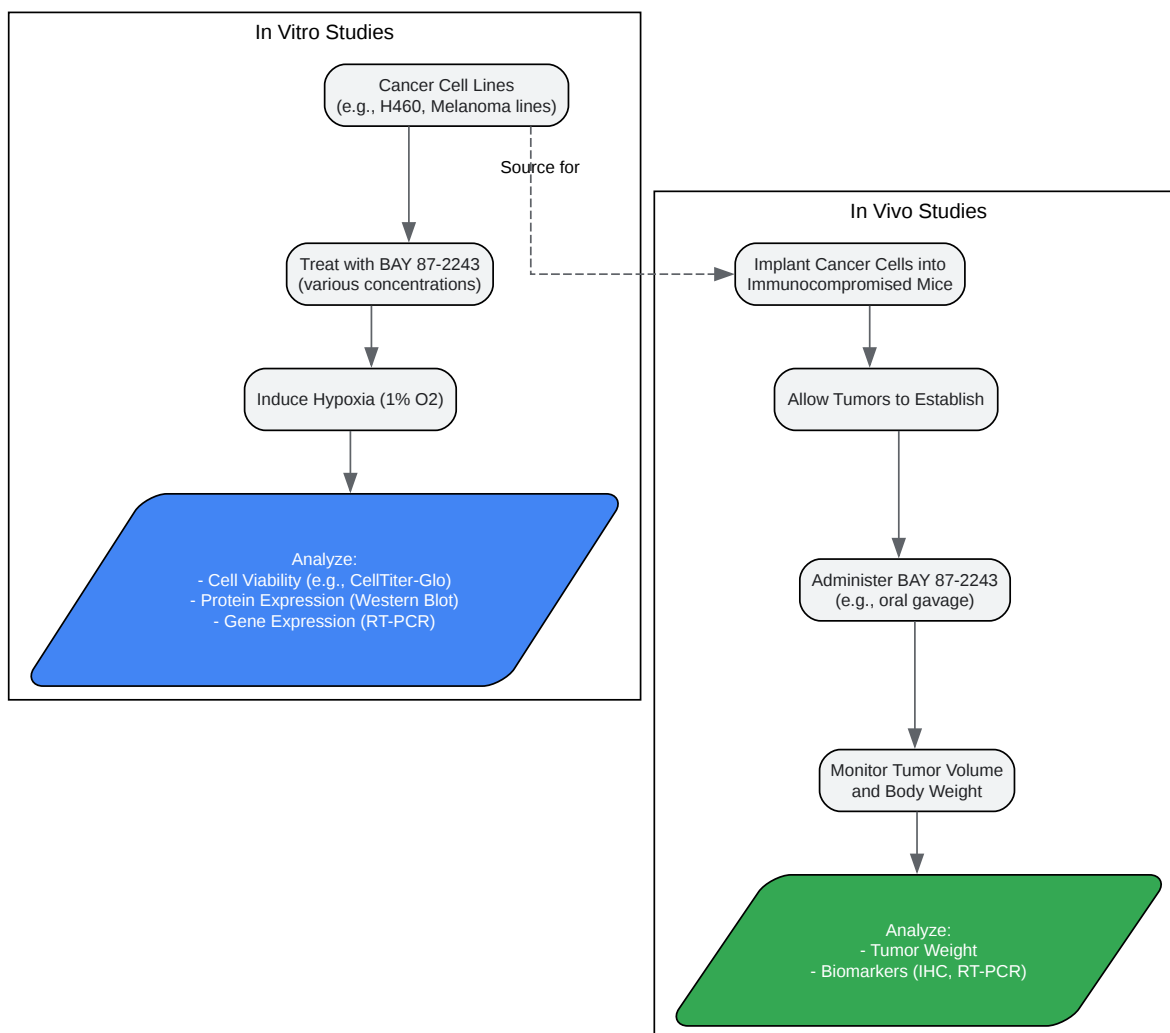 In Vitro Studies
Cancer Cell Lines
(e.g., H460, Melanoma lines)
Source for
Treat with BAY 87-2243
(various concentrations)
Induce Hypoxia (1% O2)
Analyze:
- Cell Viability (e.g., CellTiter-Glo)
- Protein Expression (Western Blot)
- Gene Expression (RT-PCR)
In Vivo Studies
Implant Cancer Cells into
Immunocompromised Mice
Allow Tumors to Establish
Administer BAY 87-2243
(e.g., oral gavage)
Monitor Tumor Volume
and Body Weight
Analyze:
- Tumor Weight
- Biomarkers (IHC, RT-PCR)